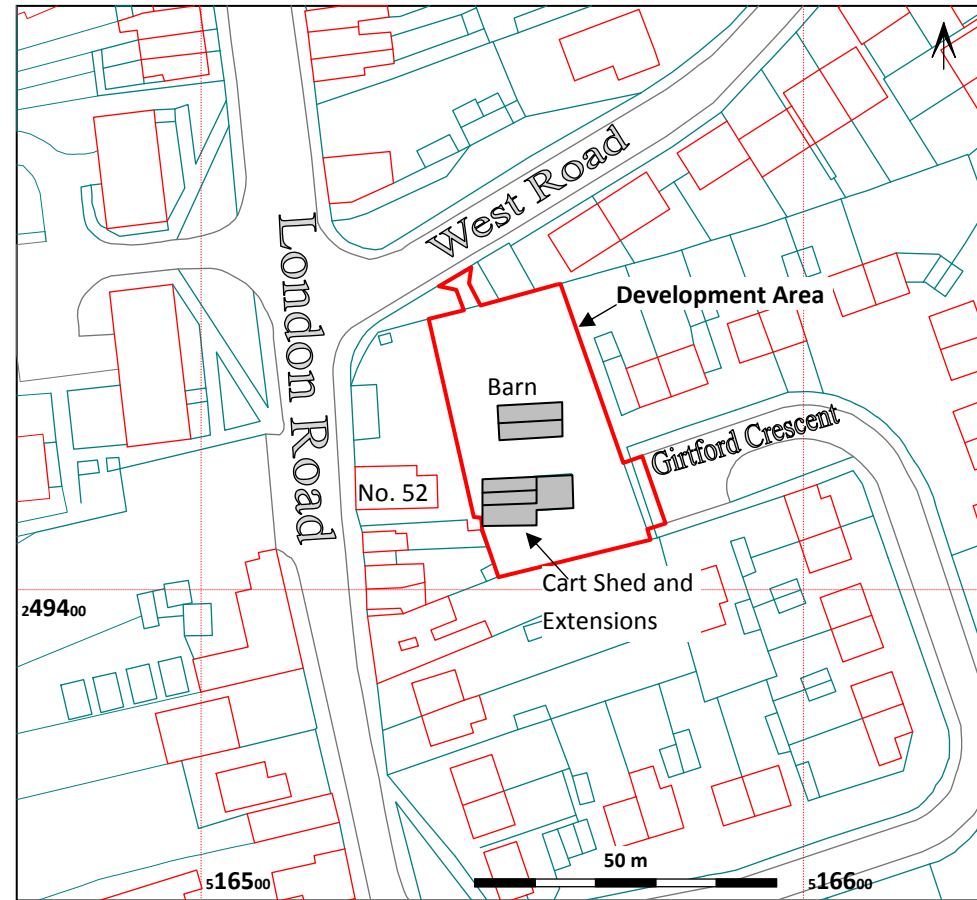 West Road
London Road
Development Area
Barn
Girtford Crescent
No. 52
Cart Shed and
Extensions
249400
50 m
516500
516600